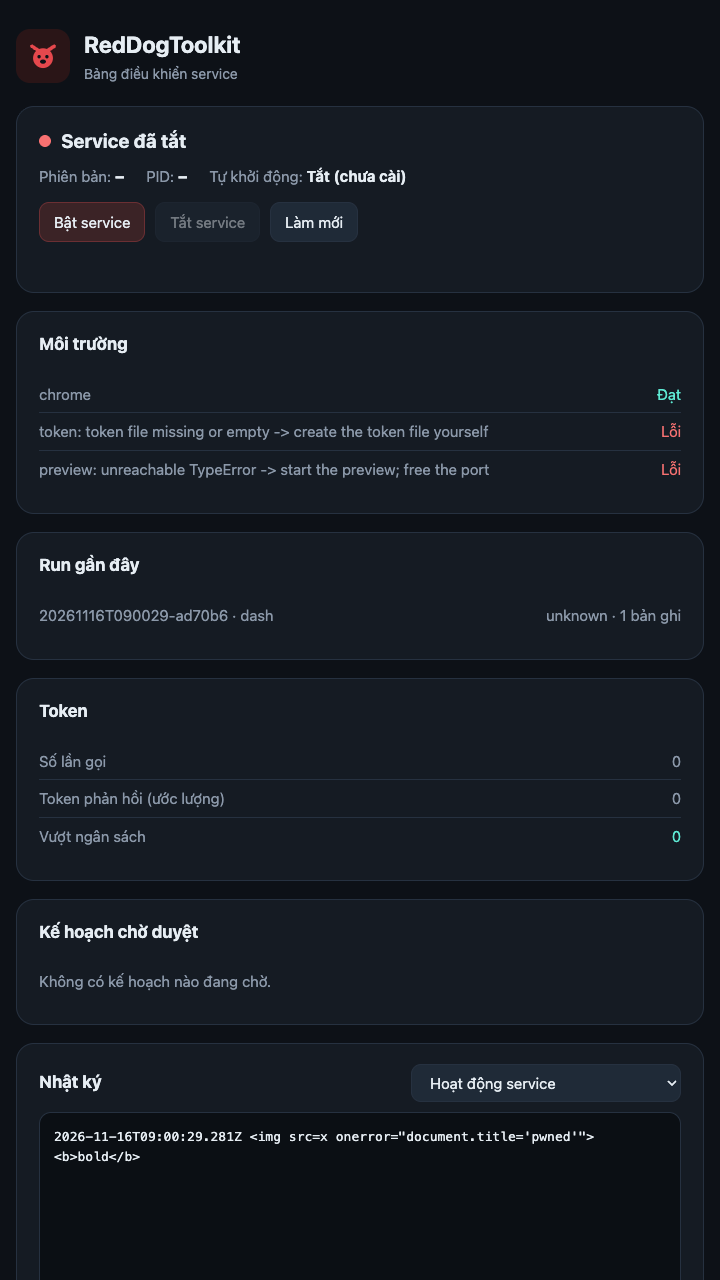 RedDogToolkit
Bảng điều khiển service
Service đã tắt
Phiên bản: – PID: – Tự khởi động: Tắt (chưa cài)
Bật service Tắt service Làm mới
Môi trường
chrome Đạt
token: token file missing or empty -> create the token file yourself Lỗi
preview: unreachable TypeError -> start the preview; free the port Lỗi
Run gần đây
20261116T090029-ad70b6 · dash unknown · 1 bản ghi
Token
Số lần gọi 0
Token phản hồi (ước lượng) 0
Vượt ngân sách 0
Kế hoạch chờ duyệt
Không có kế hoạch nào đang chờ.
Nhật ký Hoạt động service
2026-11-16T09:00:29.281Z <img src=x onerror="document.title='pwned'">
<b>bold</b>